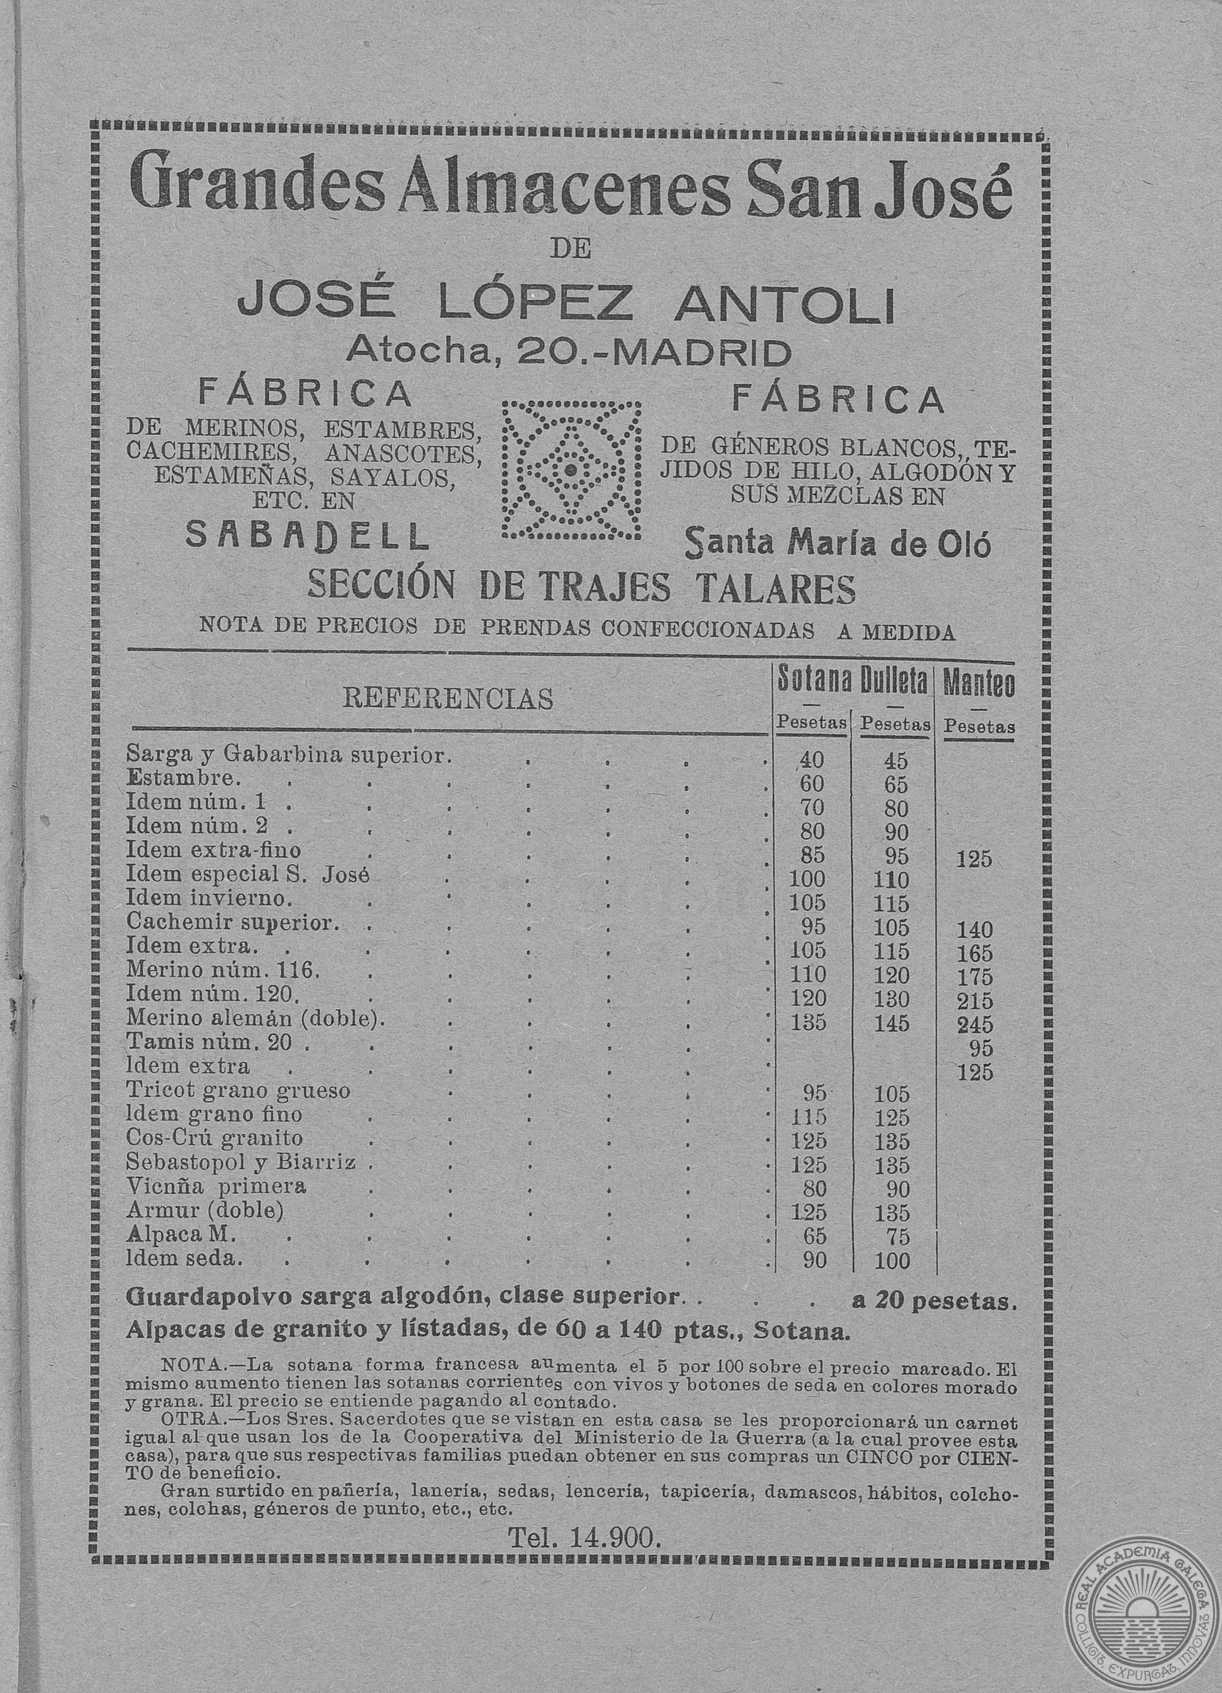 Grandes Almacenes San José
DE
JOSÉ LÓPEZ ANTOLI
Atocha, 20.-MADRID
FÁBRICA
DE MERINOS, ESTAMBRES,
CACHEMIRES, ANASCOTES,
ESTAMEÑAS, SAYALOS,
ETC. EN
SABADELL
FÁBRICA
DE GÉNEROS BLANCOS, TE-
JIDOS DE HILO, ALGODÓN Y
SUS MEZCLAS EN
Santa María de Oló
SECCIÓN DE TRAJES TALARES
NOTA DE PRECIOS DE PRENDAS CONFECCIONADAS A MEDIDA
REFERENCIAS Sotana Dulleta Manteo
Pesetas Pesetas Pesetas
Sarga y Gabarbina superior. 40 45
Estambre. 60 65
Idem núm. 1 . 70 80
Idem núm. 2 . 80 90
Idem extra-fino 85 95 125
Idem especial S. José 100 110
Idem invierno. 105 115
Cachemir superior. 95 105 140
Idem extra. 105 115 165
Merino núm. 116. 110 120 175
Idem núm. 120. 120 130 215
Merino alemán (doble). 135 145 245
Tamis núm. 20 . 95
Idem extra 125
Tricot grano grueso 95 105
Idem grano fino 115 125
Cos-Crú granito 125 135
Sebastopol y Biarriz . 125 135
Vicnña primera 80 90
Armur (doble) 125 135
Alpaca M. 65 75
Idem seda. 90 100
Guardapolvo sarga algodón, clase superior. . . . a 20 pesetas.
Alpacas de granito y lístadas, de 60 a 140 ptas., Sotana.
NOTA.—La sotana forma francesa aumenta el 5 por 100 sobre el precio marcado. El
mismo aumento tienen las sotanas corrientes con vivos y botones de seda en colores morado
y grana. El precio se entiende pagando al contado.
OTRA.—Los Sres. Sacerdotes que se vistan en esta casa se les proporcionará un carnet
igual al que usan los de la Cooperativa del Ministerio de la Guerra (a la cual provee esta
casa), para que sus respectivas familias puedan obtener en sus compras un CINCO por CIEN-
TO de beneficio.
Gran surtido en pañería, lanería, sedas, lencería, tapicería, damascos, hábitos, colcho-
nes, colchas, géneros de punto, etc., etc.
Tel. 14.900.
REAL ACADEMIA GALEGA
COLLIGIT, EXPURGAT, INNOVAT